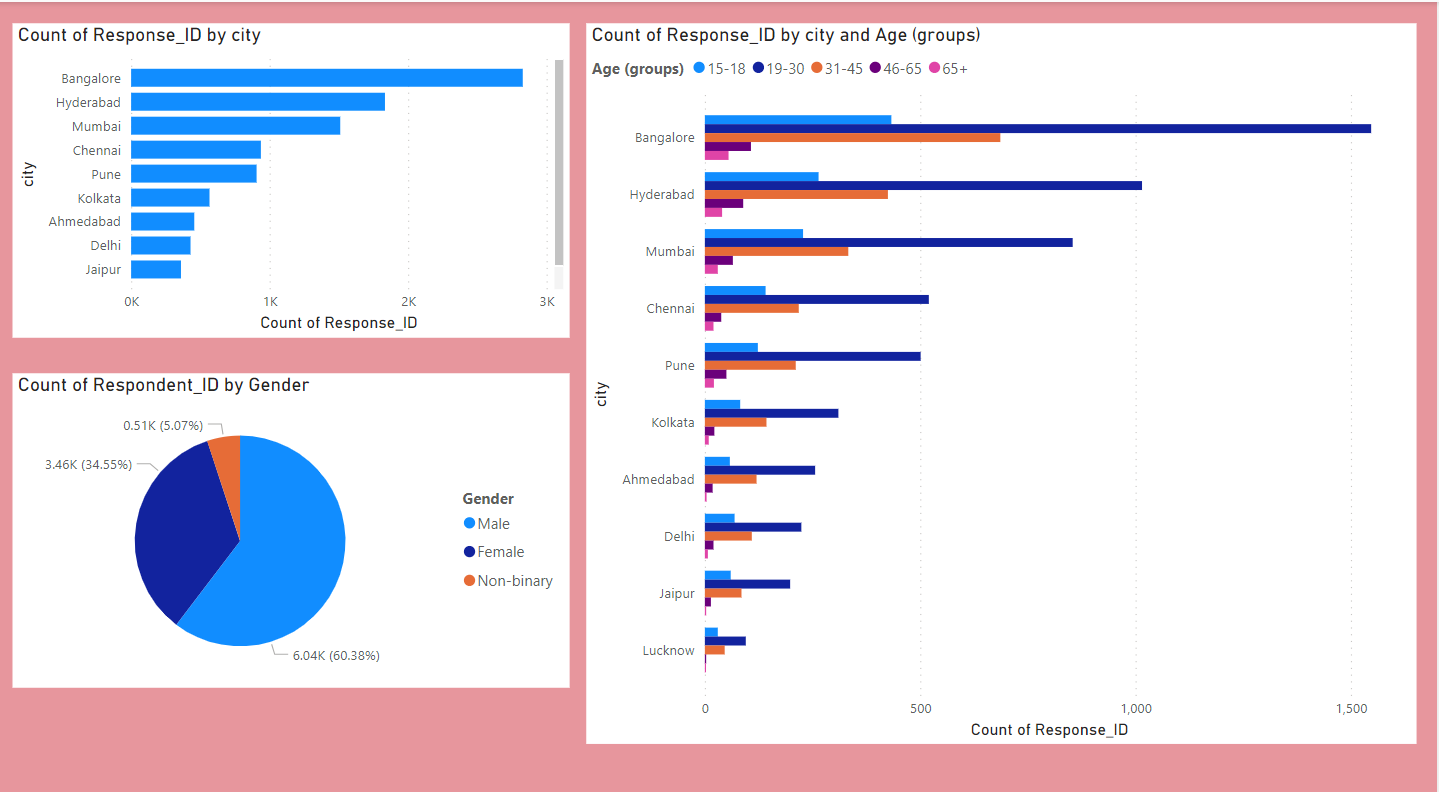 Count of Response_ID by city
city
Bangalore
Hyderabad
Mumbai
Chennai
Pune
Kolkata
Ahmedabad
Delhi
Jaipur
0K 1K 2K 3K
Count of Response_ID
Count of Respondent_ID by Gender
0.51K (5.07%)
3.46K (34.55%)
6.04K (60.38%)
Gender
Male
Female
Non-binary
Count of Response_ID by city and Age (groups)
Age (groups) 15-18 19-30 31-45 46-65 65+
city
Bangalore
Hyderabad
Mumbai
Chennai
Pune
Kolkata
Ahmedabad
Delhi
Jaipur
Lucknow
0 500 1,000 1,500
Count of Response_ID